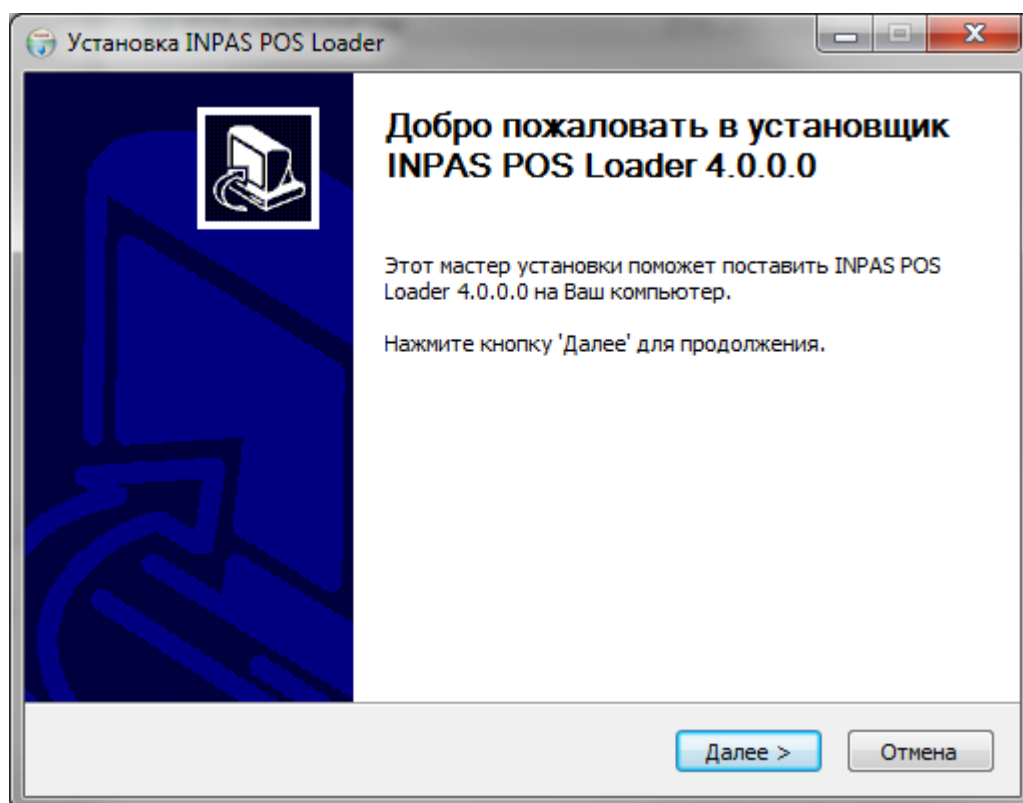 Установка INPAS POS Loader
Добро пожаловать в установщик
INPAS POS Loader 4.0.0.0
Этот мастер установки поможет поставить INPAS POS
Loader 4.0.0.0 на Ваш компьютер.
Нажмите кнопку 'Далее' для продолжения.
Далее >
Отмена